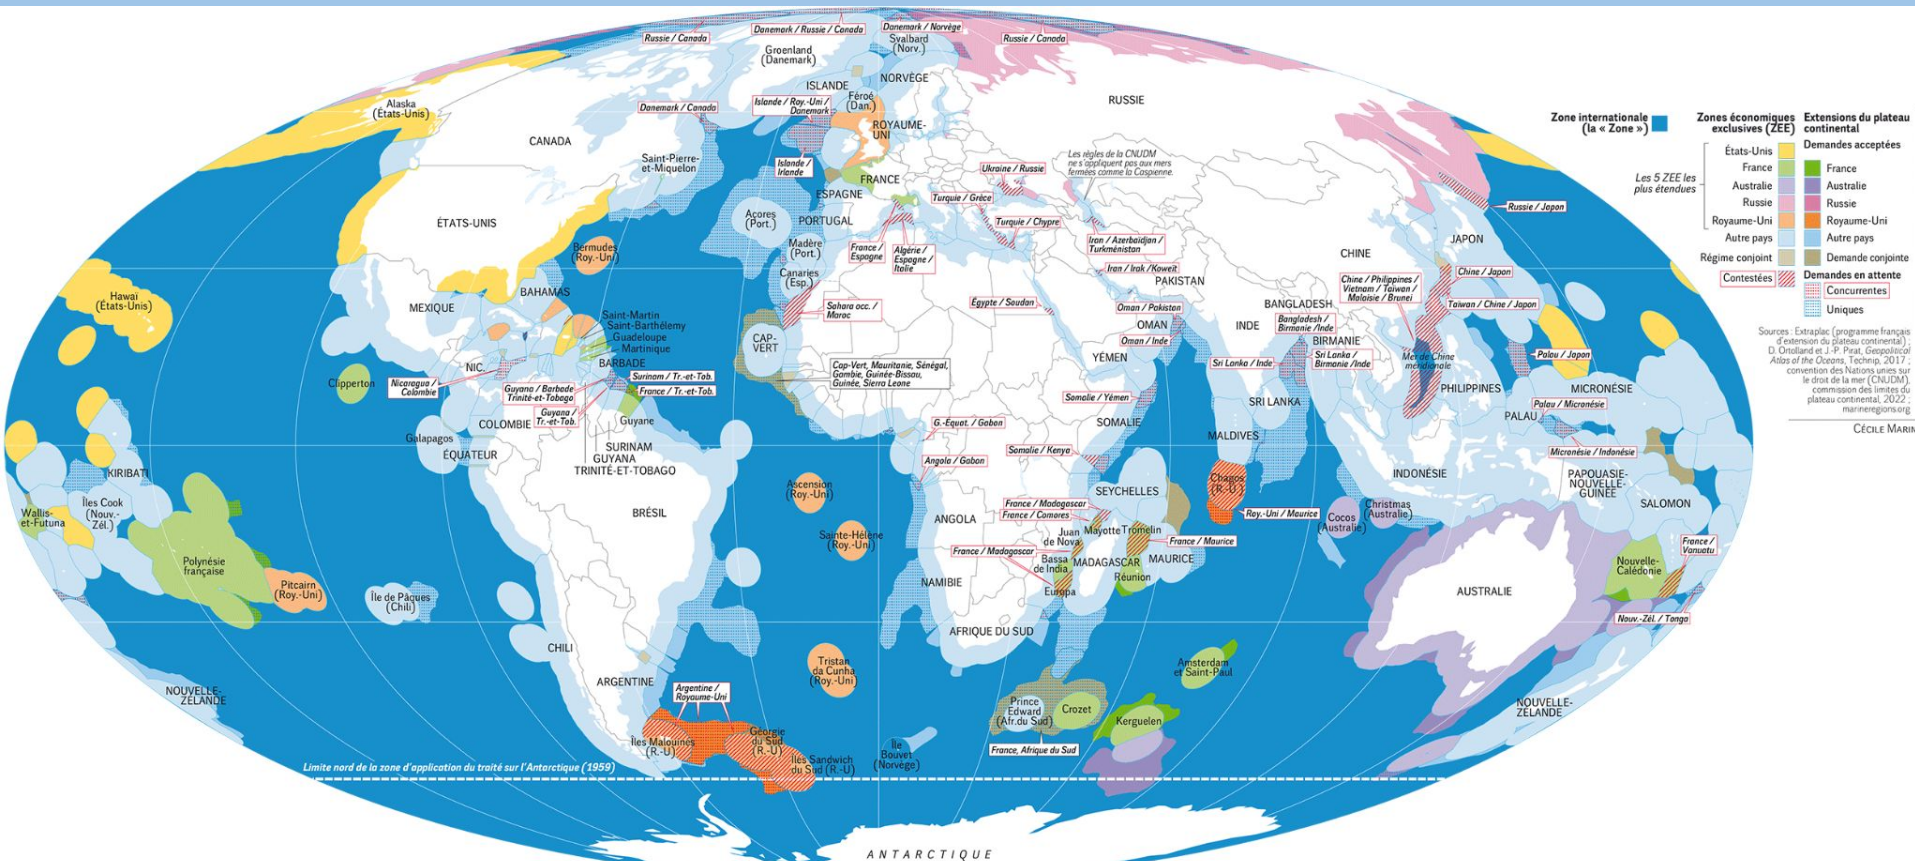 Russie / Canada
Danemark / Russie / Canada
Danemark / Norvège
Russie / Canada
Groenland
(Danemark)
Svalbard
(Norv.)
NORVÈGE
ISLANDE
Féroé
(Dan.)
RUSSIE
Alaska
(États-Unis)
Danemark / Canada
Islande / Roy.-Uni /
Danemark
ROYAUME-
UNI
CANADA
Saint-Pierre-
et-Miquelon
Islande /
Irlande
FRANCE
Ukraine / Russie
Les règles de la CNUDM
ne s'appliquent pas aux mers
fermées comme la Caspienne.
ESPAGNE
PORTUGAL
Turquie / Grèce
Turquie / Chypre
Açores
(Port.)
Madère
(Port.)
Canaries
(Esp.)
France /
Espagne
Algérie /
Espagne /
Italie
Iran / Azerbaïdjan /
Turkménistan
Iran / Irak /Koweït
ÉTATS-UNIS
Bermudes
(Roy.-Uni)
CHINE
JAPON
Russie / Japon
PAKISTAN
Chine / Philippines /
Vietnam / Taïwan /
Malaisie / Brunei
Chine / Japon
Taïwan / Chine / Japon
Hawaï
(États-Unis)
MEXIQUE
BAHAMAS
Saint-Martin
Saint-Barthélemy
Guadeloupe
Martinique
BARBADE
Sahara occ. /
Maroc
Égypte / Soudan
Oman / Pakistan
OMAN
Oman / Inde
YÉMEN
INDE
BANGLADESH
Bangladesh /
Birmanie /Inde
BIRMANIE
Sri Lanka / Inde
Sri Lanka /
Birmanie /Inde
Mer de Chine
méridionale
Palau / Japon
PHILIPPINES
MICRONÉSIE
CAP-
VERT
Cap-Vert, Mauritanie, Sénégal,
Gambie, Guinée-Bissau,
Guinée, Sierra Leone
Clipperton
NIC.
Nicaragua /
Colombie
Surinam / Tr.-et-Tob.
France / Tr.-et-Tob.
Guyana / Barbade
Trinité-et-Tobago
Guyana /
Tr.-et-Tob.
Guyane
COLOMBIE
SURINAM
GUYANA
TRINITÉ-ET-TOBAGO
Galapagos
ÉQUATEUR
Somalie / Yémen
SOMALIE
Somalie / Kenya
SRI LANKA
MALDIVES
PALAU
Palau / Micronésie
Micronésie / Indonésie
INDONÉSIE
PAPOUASIE-
NOUVELLE-
GUINÉE
SALOMON
G.-Equat. / Gabon
Angola / Gabon
KIRIBATI
Îles Cook
(Nouv.-
Zél.)
Wallis-
et-Futuna
Polynésie
française
Pitcairn
(Roy.-Uni)
Île de Pâques
(Chili)
BRÉSIL
Ascension
(Roy.-Uni)
Sainte-Hélène
(Roy.-Uni)
ANGOLA
NAMIBIE
AFRIQUE DU SUD
SEYCHELLES
Chagos
(R.-U.)
Roy.-Uni / Maurice
France / Madagascar
France / Comores
Juan
de Nova
Mayotte
Tromelin
France / Maurice
France / Madagascar
Bassa
de India
MADAGASCAR
MAURICE
Réunion
Europa
Cocos
(Australie)
Christmas
(Australie)
AUSTRALIE
Nouvelle-
Calédonie
France /
Vanuatu
Nouv.-Zél. / Tonga
CHILI
ARGENTINE
Tristan
da Cunha
(Roy.-Uni)
Amsterdam
et Saint-Paul
NOUVELLE-
ZÉLANDE
NOUVELLE-
ZÉLANDE
Argentine /
Royaume-Uni
Îles Malouines
(R.-U)
Géorgie
du Sud
(R.-U)
Îles Sandwich
du Sud (R.-U)
Île
Bouvet
(Norvège)
Prince
Edward
(Afr.du Sud)
Crozet
Kerguelen
France, Afrique du Sud
Limite nord de la zone d'application du traité sur l'Antarctique (1959)
ANTARCTIQUE
Zone internationale
(la « Zone »)
Zones économiques
exclusives (ZEE)
Les 5 ZEE les
plus étendues
États-Unis
France
Australie
Russie
Royaume-Uni
Autre pays
Régime conjoint
Contestées
Extensions du plateau
continental
Demandes acceptées
France
Australie
Russie
Royaume-Uni
Autre pays
Demande conjointe
Demandes en attente
Concurrentes
Uniques
Sources : Extraplac (programme français
d'extension du plateau continental) ;
D. Ortolland et J.-P. Pirat, Geopolitical
Atlas of the Oceans, Technip, 2017 ;
convention des Nations unies sur
le droit de la mer (CNUDM),
commission des limites du
plateau continental, 2022 ;
marineregions.org
CÉCILE MARIN